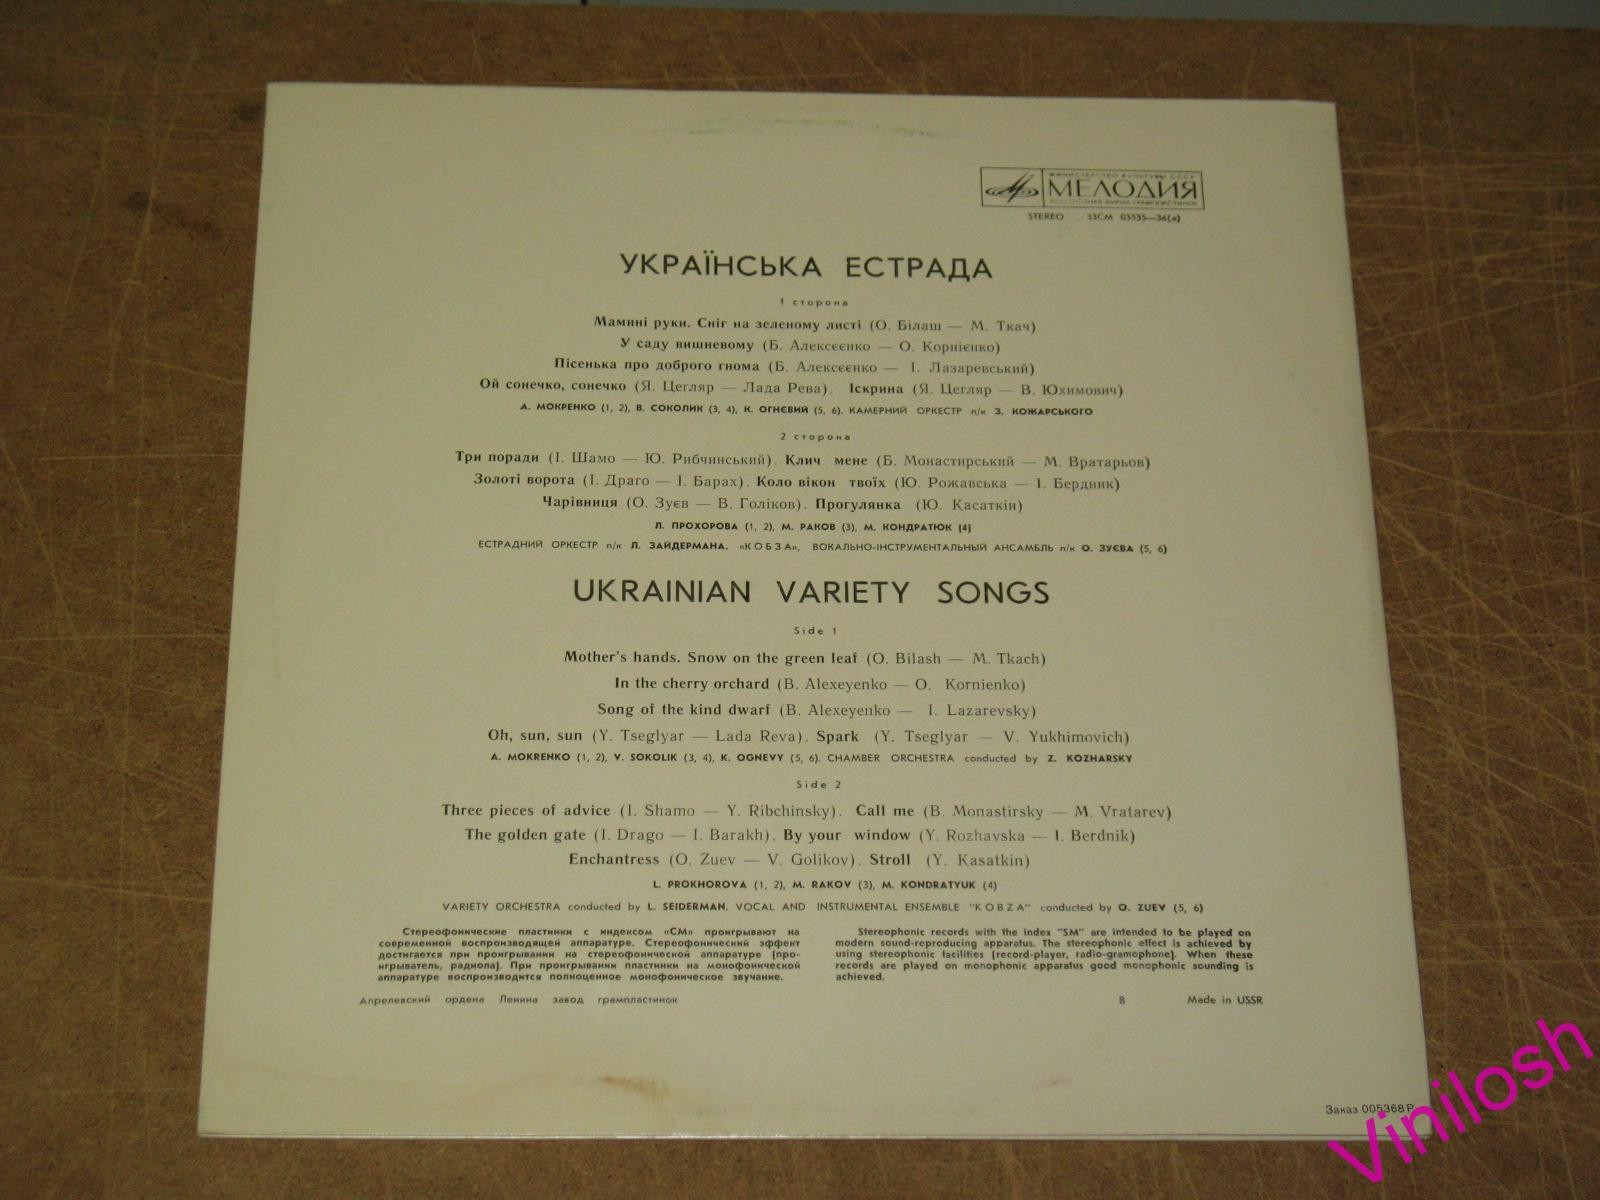 МИНИСТЕРСТВО КУЛЬТУРЫ СССР
МЕЛОДИЯ
ВСЕСОЮЗНАЯ ФИРМА ГРАМПЛАСТИНОК
STEREO 33СМ 03535—36(а)
УКРАЇНСЬКА ЕСТРАДА
1 сторона
Мамині руки. Сніг на зеленому листі (О. Білаш — М. Ткач)
У саду вишневому (Б. Алексєєнко — О. Корнієнко)
Пісенька про доброго гнома (Б. Алексєєнко — І. Лазаревський)
Ой сонечко, сонечко (Я. Цегляр — Лада Рева). Іскрина (Я. Цегляр — В. Юхимович)
А. МОКРЕНКО (1, 2), В. СОКОЛИК (3, 4), К. ОГНЄВИЙ (5, 6). КАМЕРНИЙ ОРКЕСТР п/к З. КОЖАРСЬКОГО
2 сторона
Три поради (І. Шамо — Ю. Рибчинський). Клич мене (Б. Монастирський — М. Вратарьов)
Золоті ворота (І. Драго — І. Барах). Коло вікон твоїх (Ю. Рожавська — І. Бердник)
Чарівниця (О. Зуєв — В. Голіков). Прогулянка (Ю. Касаткін)
Л. ПРОХОРОВА (1, 2), М. РАКОВ (3), М. КОНДРАТЮК (4)
ЕСТРАДНИЙ ОРКЕСТР п/к Л. ЗАЙДЕРМАНА. «КОБЗА», ВОКАЛЬНО-ІНСТРУМЕНТАЛЬНЫЙ АНСАМБЛЬ п/к О. ЗУЄВА (5, 6)
UKRAINIAN VARIETY SONGS
Side 1
Mother's hands. Snow on the green leaf (O. Bilash — M. Tkach)
In the cherry orchard (B. Alexeyenko — O. Kornienko)
Song of the kind dwarf (B. Alexeyenko — I. Lazarevsky)
Oh, sun, sun (Y. Tseglyar — Lada Reva). Spark (Y. Tseglyar — V. Yukhimovich)
A. MOKRENKO (1, 2), V. SOKOLIK (3, 4), K. OGNEVY (5, 6). CHAMBER ORCHESTRA conducted by Z. KOZHARSKY
Side 2
Three pieces of advice (I. Shamo — Y. Ribchinsky). Call me (B. Monastirsky — M. Vratarev)
The golden gate (I. Drago — I. Barakh). By your window (Y. Rozhavska — I. Berdnik)
Enchantress (O. Zuev — V. Golikov). Stroll (Y. Kasatkin)
L. PROKHOROVA (1, 2), M. RAKOV (3), M. KONDRATYUK (4)
VARIETY ORCHESTRA conducted by L. SEIDERMAN. VOCAL AND INSTRUMENTAL ENSEMBLE "KOBZA" conducted by O. ZUEV (5, 6)
Стереофонические пластинки с индексом «СМ» проигрывают на
современной воспроизводящей аппаратуре. Стереофонический эффект
достигается при проигрывании на стереофонической аппаратуре (про-
игрыватель, радиола). При проигрывании пластинки на монофонической
аппаратуре воспроизводится полноценное монофоническое звучание.
Stereophonic records with the index "SM" are intended to be played on
modern sound-reproducing apparatus. The stereophonic effect is achieved by
using stereophonic facilities (record-player, radio-gramophone). When these
records are played on monophonic apparatus good monophonic sounding is
achieved.
Апрелевский ордена Ленина завод грампластинок 8 Made in USSR
Заказ 005368Р
Vinilosh